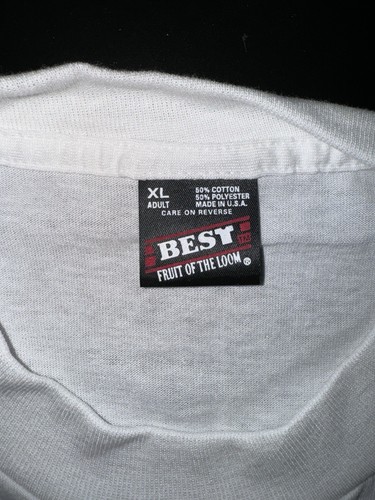 XL 50% COTTON
50% POLYESTER
ADULT MADE IN U.S.A.
CARE ON REVERSE
BEST
FRUIT OF THE LOOM ®